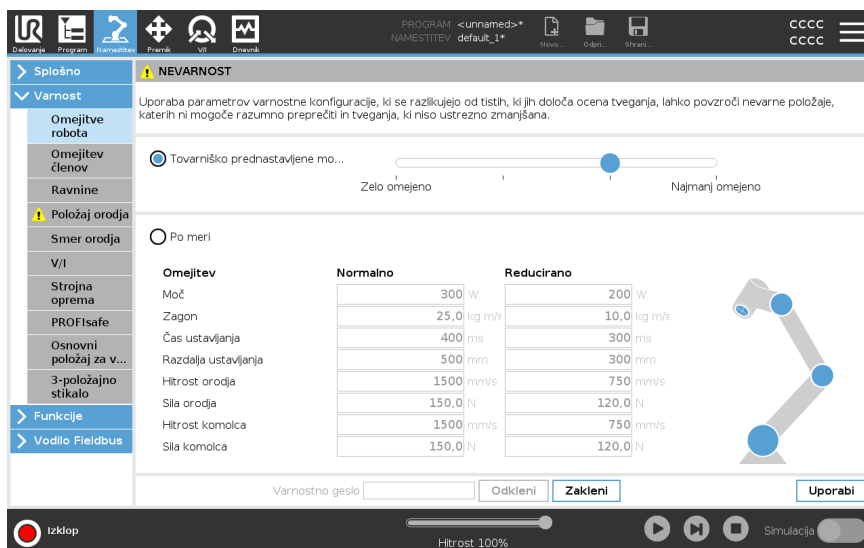 PROGRAM <unnamed>*
NAMESTITEV default_1*
Delovanje Program Namestitev Premik V/I Dnevnik Novo... Odpri... Shrani...
cccc
cccc
Splošno
Varnost
Omejitve robota
Omejitev členov
Ravnine
Položaj orodja
Smer orodja
V/I
Strojna oprema
PROFIsafe
Osnovni položaj za v...
3-položajno stikalo
Funkcije
Vodilo Fieldbus
NEVARNOST
Uporaba parametrov varnostne konfiguracije, ki se razlikujejo od tistih, ki jih določa ocena tveganja, lahko povzroči nevarne položaje,
katerih ni mogoče razumno preprečiti in tveganja, ki niso ustrezno zmanjšana.
Tovarniško prednastavljene mo...
Zelo omejeno Najmanj omejeno
Po meri
Omejitev Normalno Reducirano
Moč 300 W 200 W
Zagon 25,0 kg m/s 10,0 kg m/s
Čas ustavljanja 400 ms 300 ms
Razdalja ustavljanja 500 mm 300 mm
Hitrost orodja 1500 mm/s 750 mm/s
Sila orodja 150,0 N 120,0 N
Hitrost komolca 1500 mm/s 750 mm/s
Sila komolca 150,0 N 120,0 N
Varnostno geslo Odkleni Zakleni Uporabi
Izklop
Hitrost 100%
Simulacija